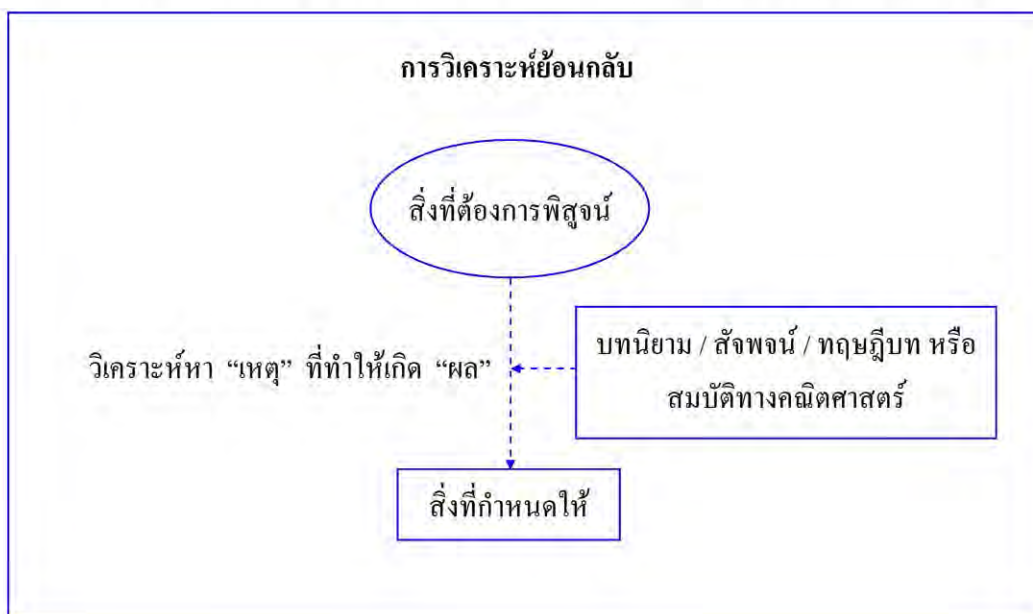 การวิเคราะห์ย้อนกลับ
สิ่งที่ต้องการพิสูจน์
วิเคราะห์หา “เหตุ” ที่ทำให้เกิด “ผล”
บทนิยาม / สัจพจน์ / ทฤษฎีบท หรือ
สมบัติทางคณิตศาสตร์
สิ่งที่กำหนดให้